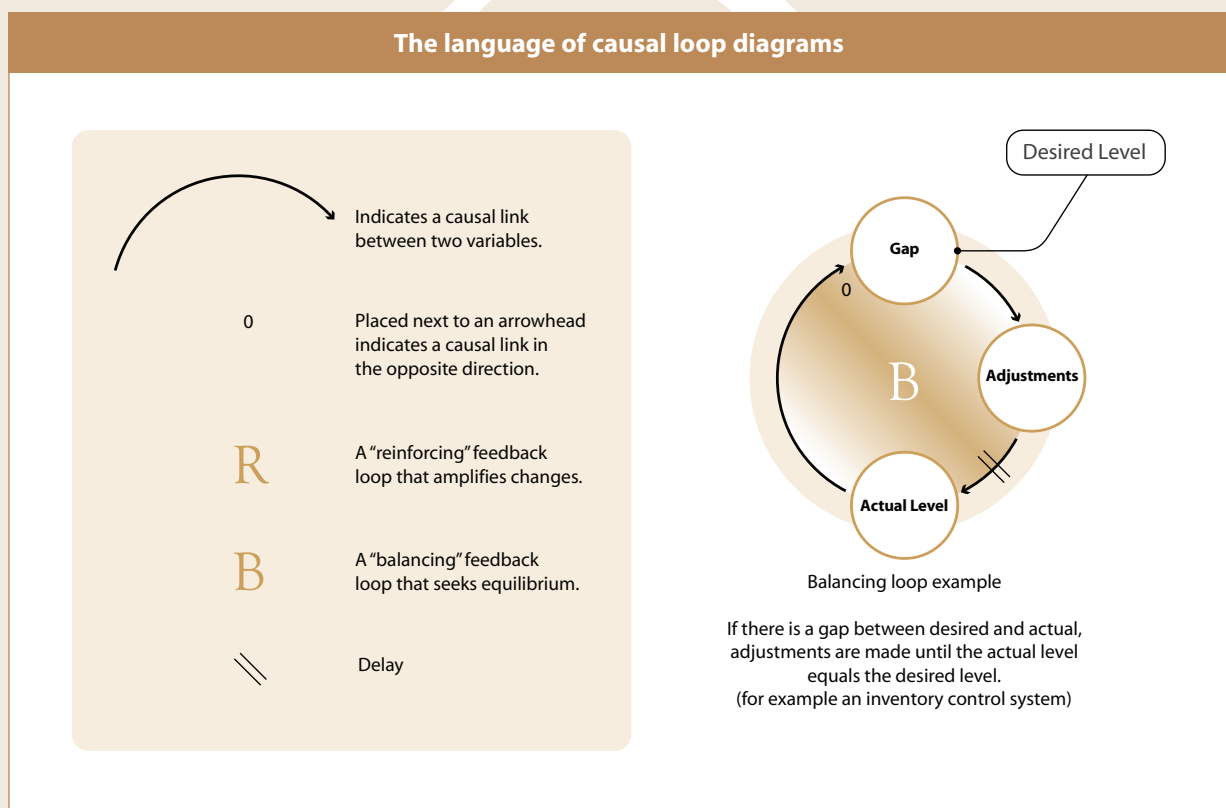 The language of causal loop diagrams
Indicates a causal link
between two variables.
0
Placed next to an arrowhead
indicates a causal link in
the opposite direction.
R
A “reinforcing” feedback
loop that amplifies changes.
B
A “balancing” feedback
loop that seeks equilibrium.
Delay
Desired Level
Gap
0
B
Adjustments
Actual Level
Balancing loop example
If there is a gap between desired and actual,
adjustments are made until the actual level
equals the desired level.
(for example an inventory control system)